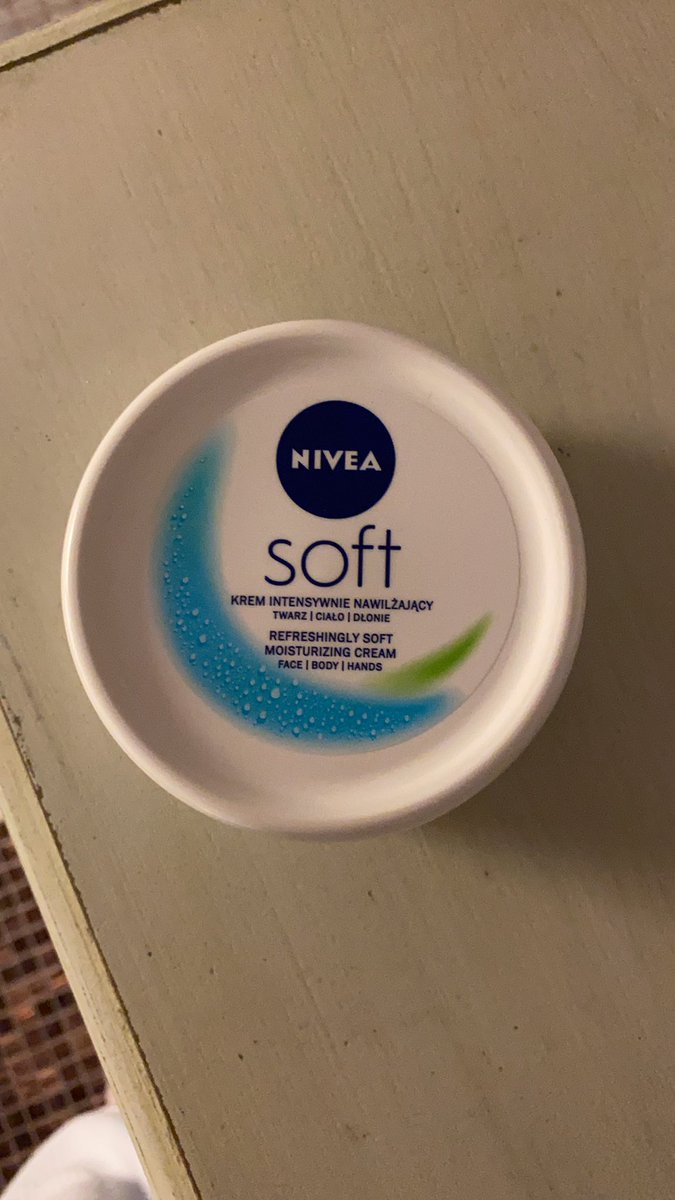 NIVEA
soft
KREM INTENSYWNIE NAWILŻAJĄCY
TWARZ | CIAŁO | DŁONIE
REFRESHINGLY SOFT
MOISTURIZING CREAM
FACE | BODY | HANDS